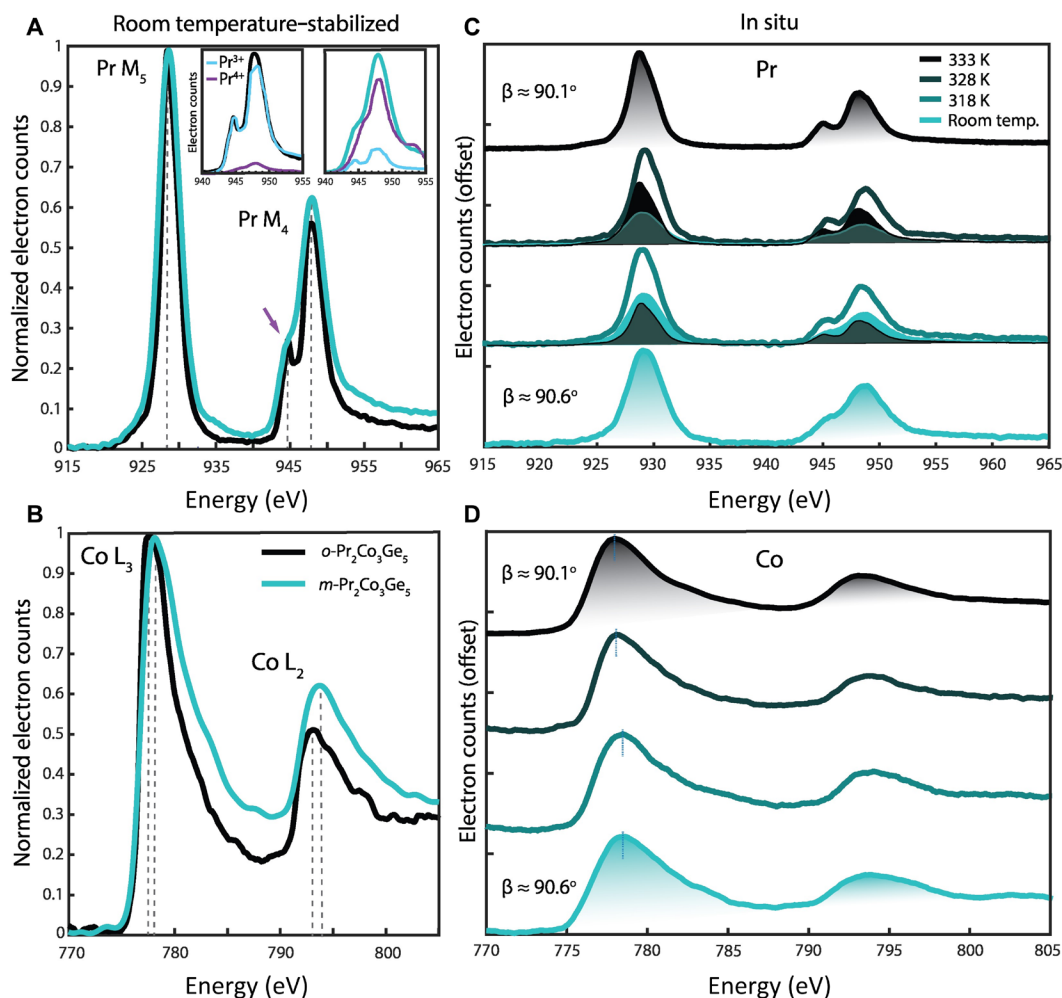 Room temperature–stabilized
In situ
A
Pr M₅
Pr M₄
Pr³⁺
Pr⁴⁺
Electron counts
940 945 950 955
940 945 950 955
Normalized electron counts
1
0.9
0.8
0.7
0.6
0.5
0.4
0.3
0.2
0.1
0
915 925 935 945 955 965
Energy (eV)
C
Pr
β ≈ 90.1°
333 K
328 K
318 K
Room temp.
β ≈ 90.6°
Electron counts (offset)
915 920 925 930 935 940 945 950 955 960 965
Energy (eV)
B
Co L₃
Co L₂
o-Pr₂Co₃Ge₅
m-Pr₂Co₃Ge₅
Normalized electron counts
1
0.9
0.8
0.7
0.6
0.5
0.4
0.3
0.2
0.1
0
770 780 790 800
Energy (eV)
D
Co
β ≈ 90.1°
β ≈ 90.6°
Electron counts (offset)
770 775 780 785 790 795 800 805
Energy (eV)